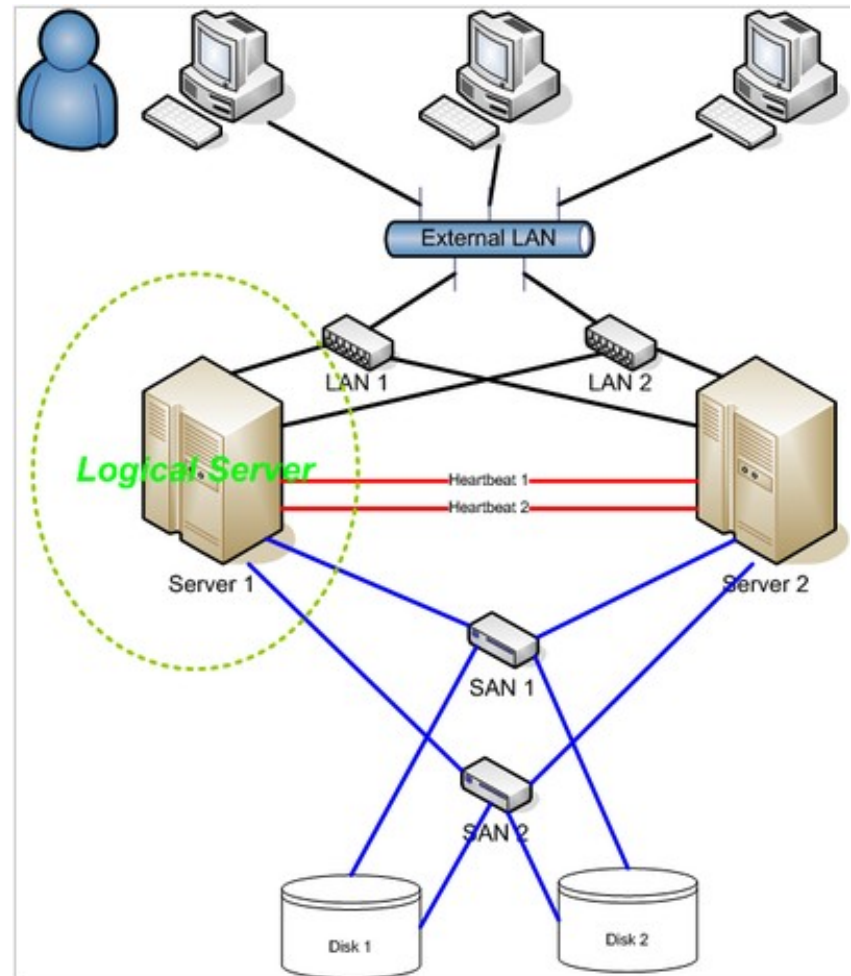 External LAN
LAN 1
LAN 2
Logical Server
Heartbeat 1
Heartbeat 2
Server 1
Server 2
SAN 1
SAN 2
Disk 1
Disk 2